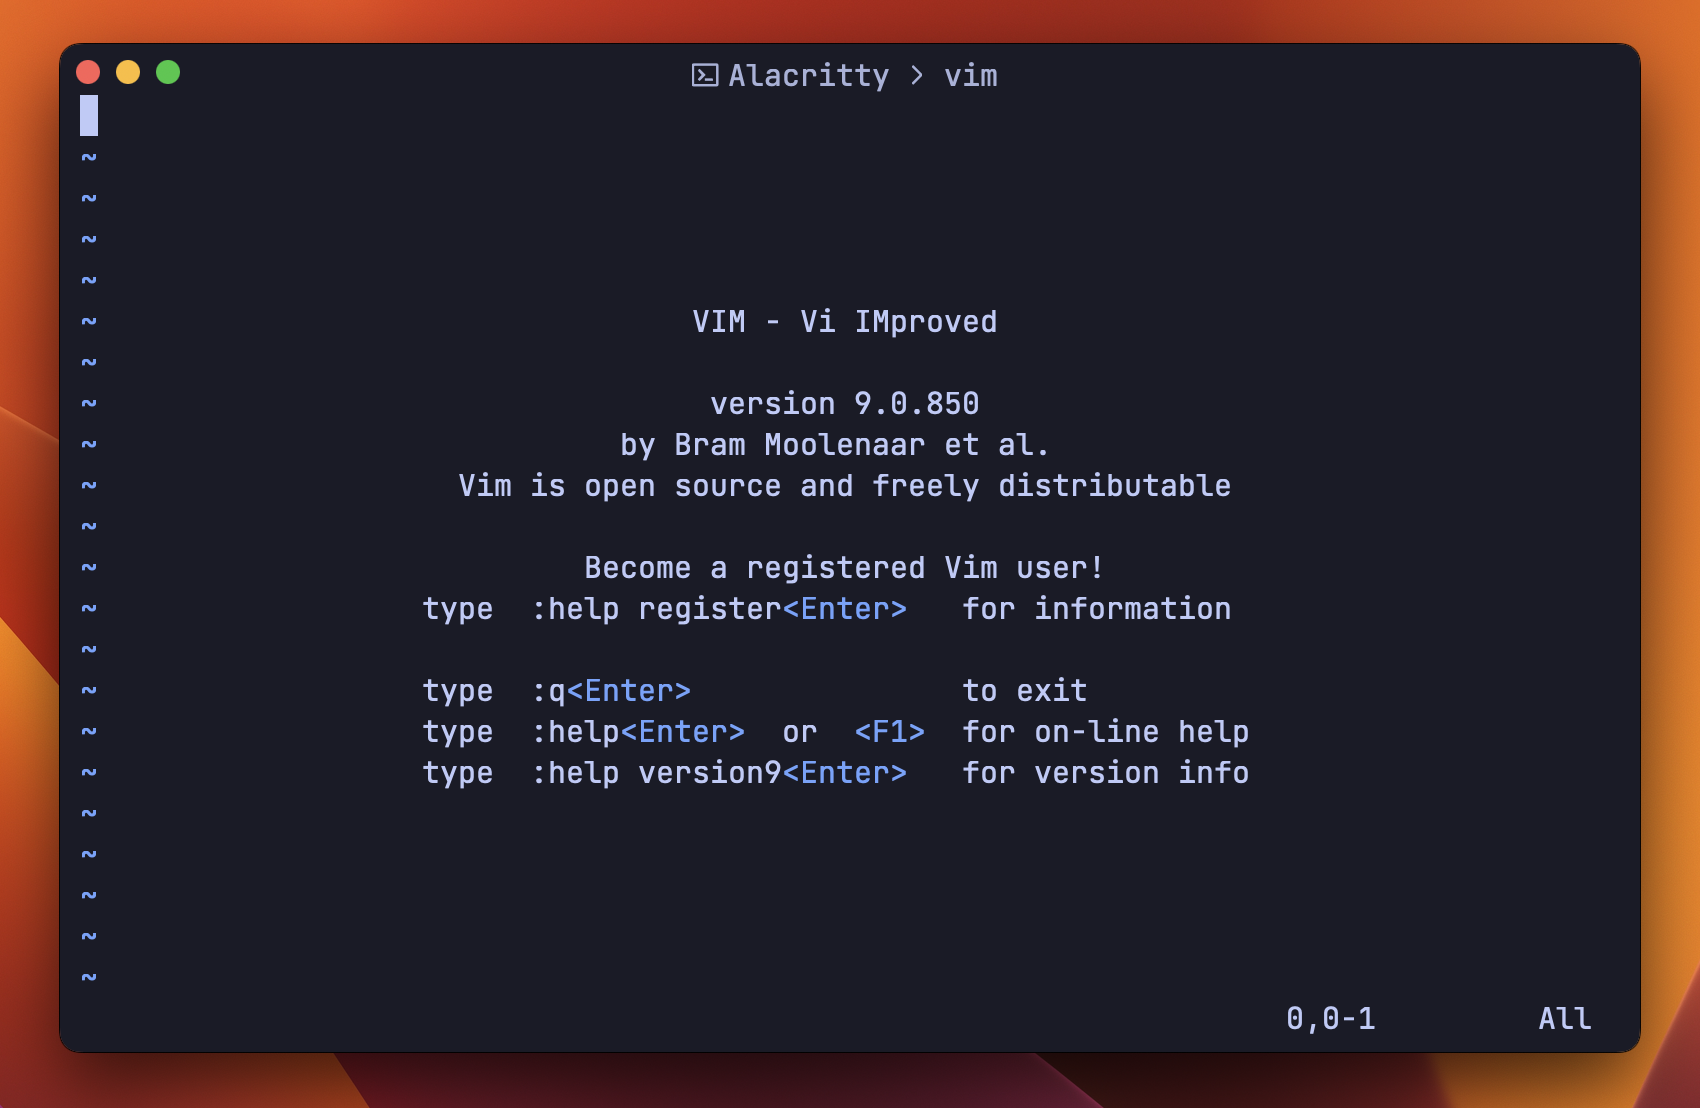 Alacritty > vim
~
~
~
~
~ VIM - Vi IMproved
~
~ version 9.0.850
~ by Bram Moolenaar et al.
~ Vim is open source and freely distributable
~
~ Become a registered Vim user!
~ type  :help register<Enter>   for information
~
~ type  :q<Enter>               to exit
~ type  :help<Enter>  or  <F1>  for on-line help
~ type  :help version9<Enter>   for version info
~
~
~
~
~
0,0-1         All